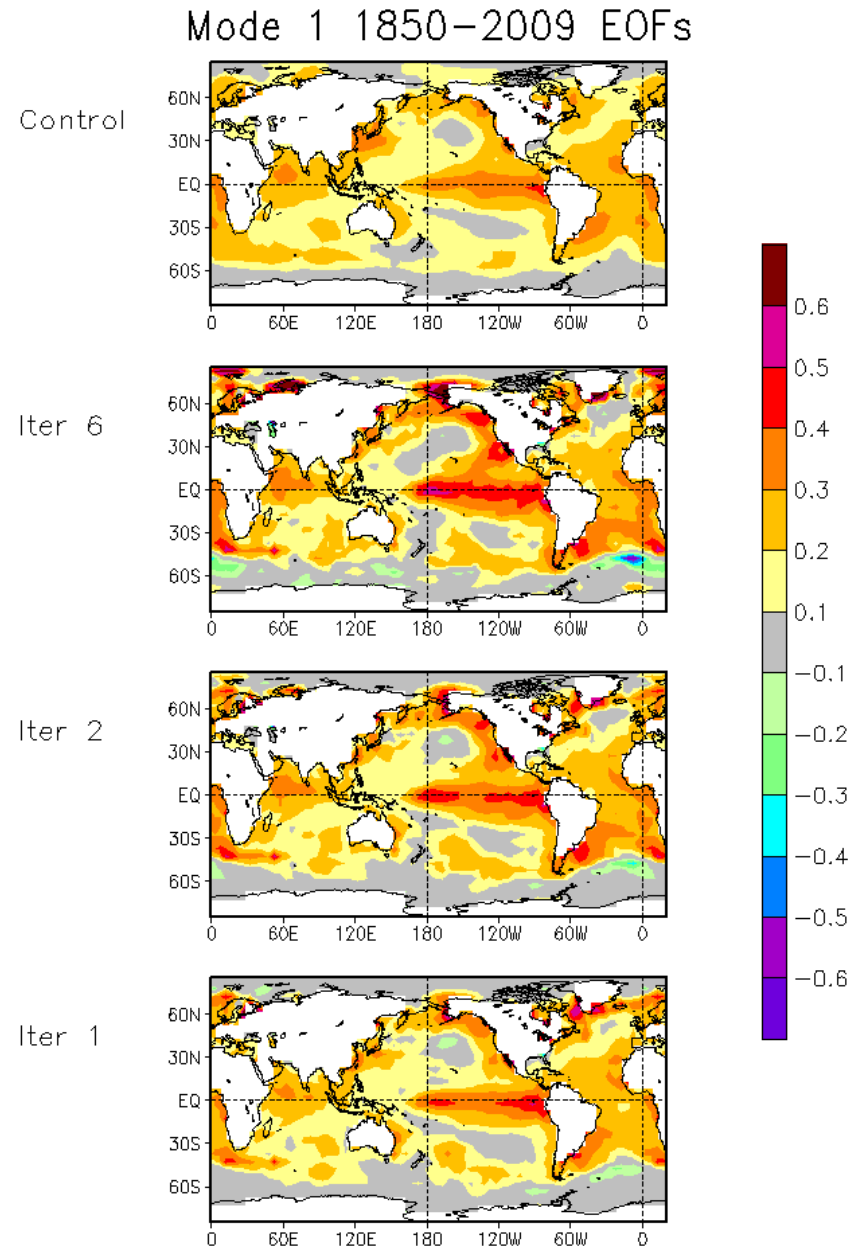 Mode 1 1850-2009 EOFs
Control
60N
30N
EQ
30S
60S
0 60E 120E 180 120W 60W 0
Iter 6
60N
30N
EQ
30S
60S
0 60E 120E 180 120W 60W 0
Iter 2
60N
30N
EQ
30S
60S
0 60E 120E 180 120W 60W 0
Iter 1
60N
30N
EQ
30S
60S
0 60E 120E 180 120W 60W 0
0.6
0.5
0.4
0.3
0.2
0.1
-0.1
-0.2
-0.3
-0.4
-0.5
-0.6